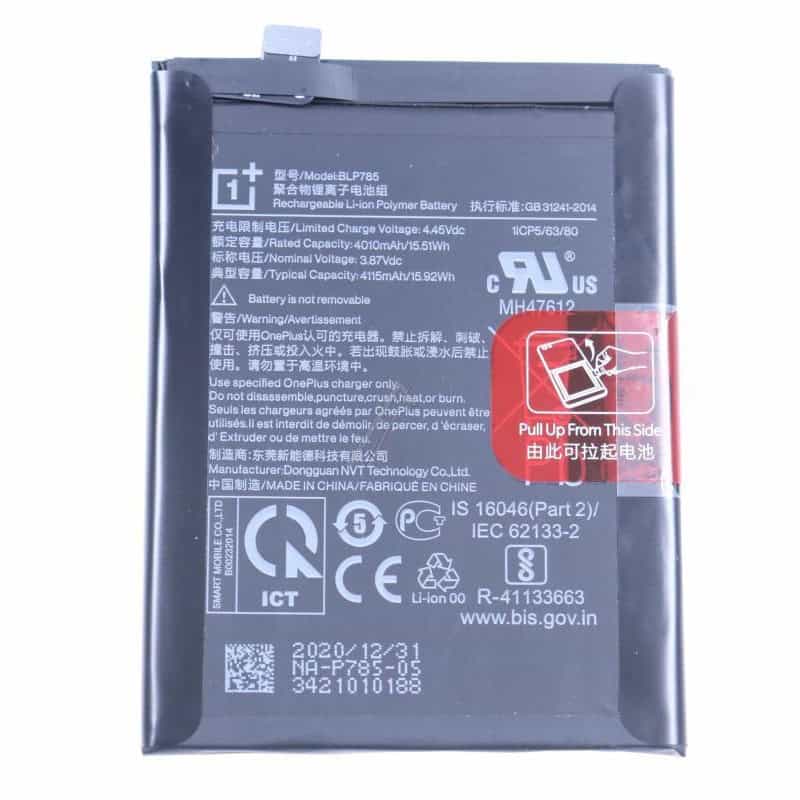 型号/Model:BLP785
聚合物锂离子电池组
Rechargeable Li-ion Polymer Battery
执行标准:GB 31241-2014
充电限制电压/Limited Charge Voltage: 4.45Vdc
1ICP5/63/80
额定容量/Rated Capacity: 4010mAh/15.51Wh
标称电压/Nominal Voltage: 3.87Vdc
典型容量/Typical Capacity: 4115mAh/15.92Wh
c RU US
®
MH47612
Battery is not removable
警告/Warning/Avertissement
仅可使用OnePlus认可的充电器。禁止拆解、刺破、
撞击、挤压或投入火中。若出现鼓胀或浸水后禁止
使用。请勿置于高温环境中。
Use specified OnePlus charger only.
Do not disassemble,puncture,crush,heat,or burn.
Seuls les chargeurs agréés par OnePlus peuvent être
utilisés.Il est interdit de démolir, de percer, d 'écraser,
d' Extruder ou de mettre le feu.
制造商: 东莞新能德科技有限公司
Manufacturer: Dongguan NVT Technology Co., Ltd.
中国制造/MADE IN CHINA/FABRIQUÉ EN CHINE
Pull Up From This Side
由此可拉起电池
SMART MOBILE CO.,LTD
B00232014
ICT
5
CE
Li-ion 00
IS 16046(Part 2)/
IEC 62133-2
R-41133663
www.bis.gov.in
2020/12/31
NA-P785-05
3421010188